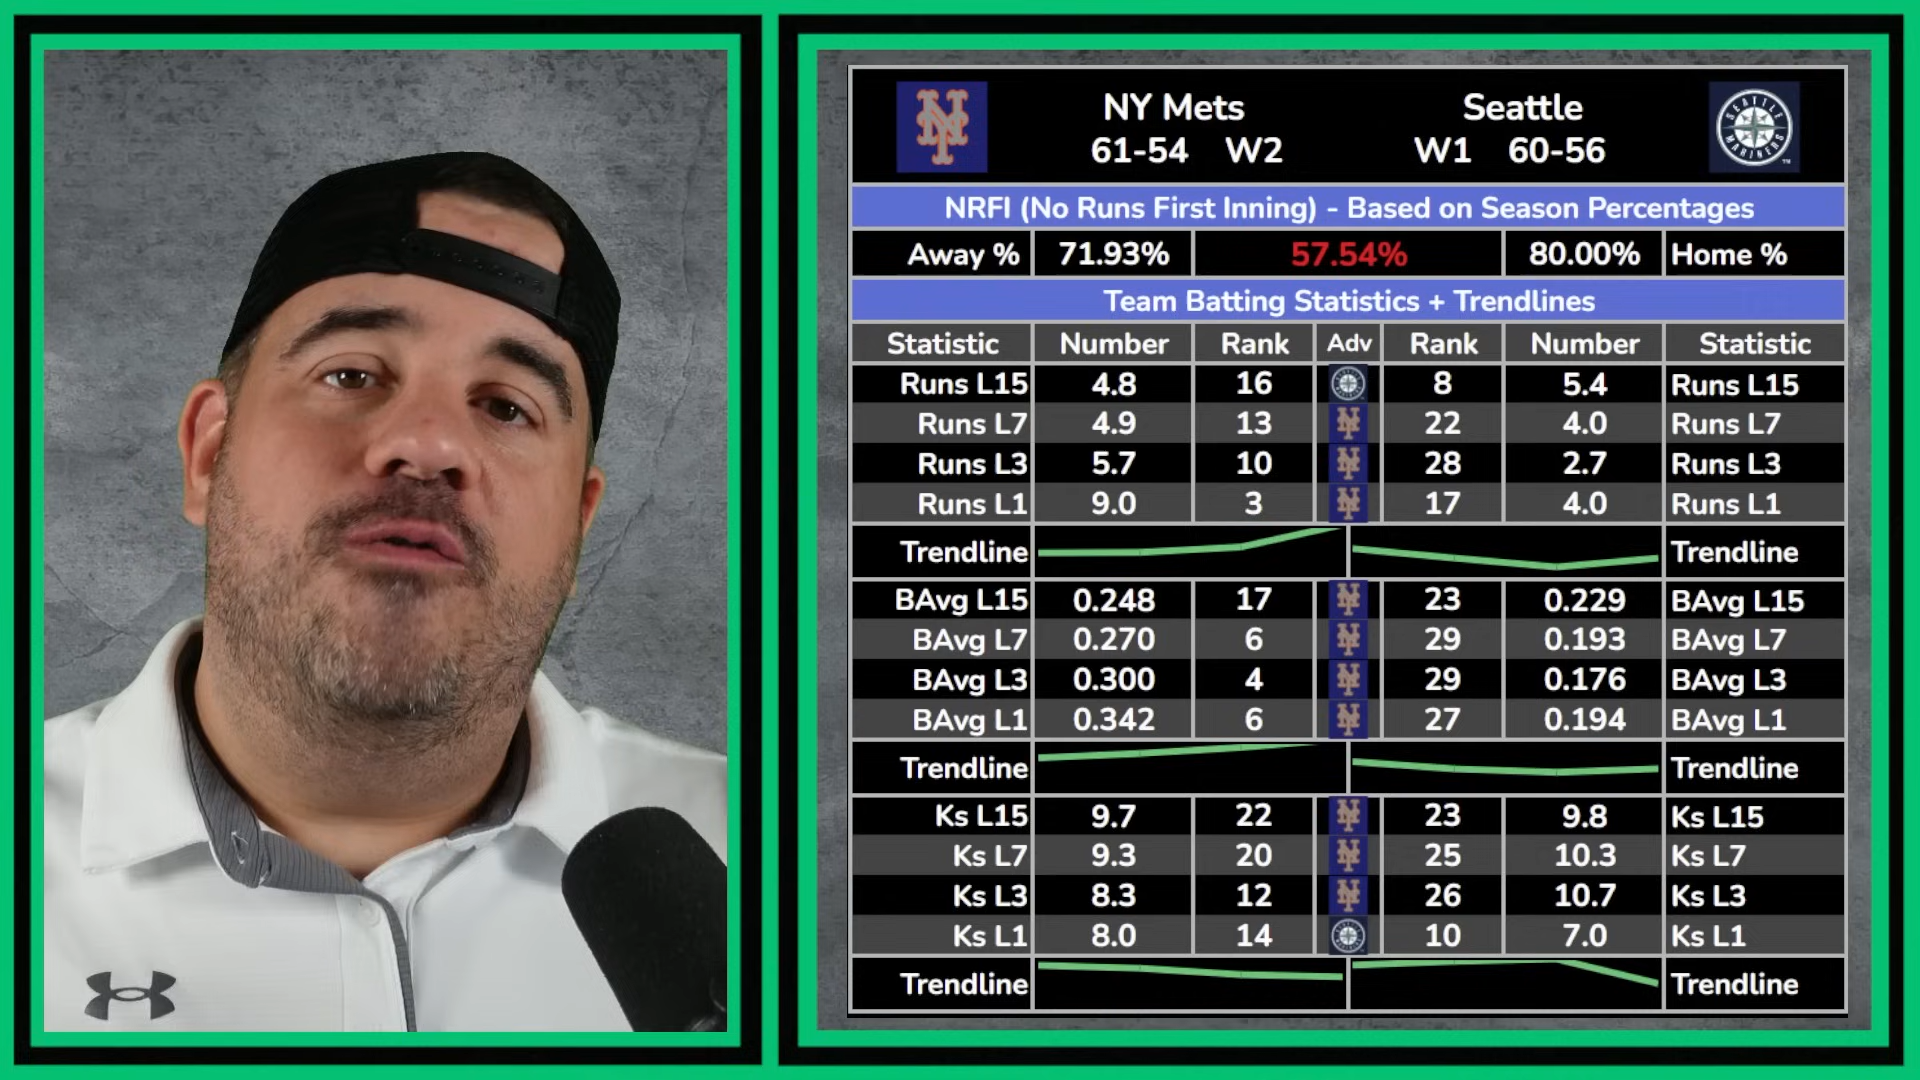 NY Mets Seattle
61-54 W2 W1 60-56
NRFI (No Runs First Inning) - Based on Season Percentages
Away % 71.93% 57.54% 80.00% Home %
Team Batting Statistics + Trendlines
Statistic Number Rank Adv Rank Number Statistic
Runs L15 4.8 16 8 5.4 Runs L15
Runs L7 4.9 13 22 4.0 Runs L7
Runs L3 5.7 10 28 2.7 Runs L3
Runs L1 9.0 3 17 4.0 Runs L1
Trendline Trendline
BAvg L15 0.248 17 23 0.229 BAvg L15
BAvg L7 0.270 6 29 0.193 BAvg L7
BAvg L3 0.300 4 29 0.176 BAvg L3
BAvg L1 0.342 6 27 0.194 BAvg L1
Trendline Trendline
Ks L15 9.7 22 23 9.8 Ks L15
Ks L7 9.3 20 25 10.3 Ks L7
Ks L3 8.3 12 26 10.7 Ks L3
Ks L1 8.0 14 10 7.0 Ks L1
Trendline Trendline
NY
SEATTLE MARINERS TM